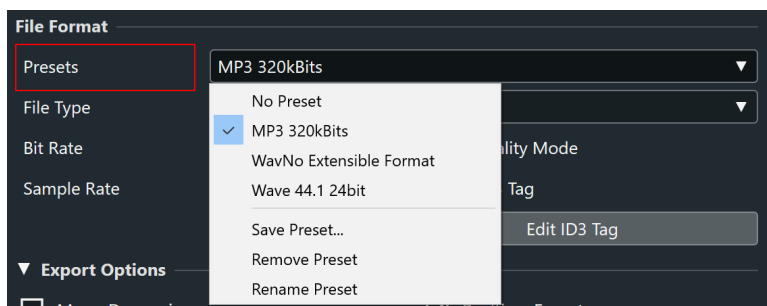 File Format
Presets
MP3 320kBits
File Type
No Preset
MP3 320kBits
Bit Rate
ality Mode
WavNo Extensible Format
Sample Rate
Wave 44.1 24bit
Tag
Save Preset...
Edit ID3 Tag
Remove Preset
Export Options
Rename Preset